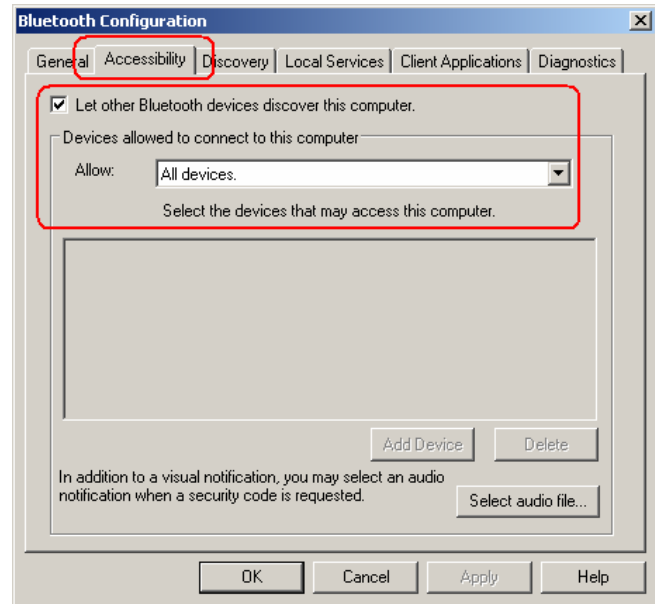 Bluetooth Configuration
General Accessibility Discovery Local Services Client Applications Diagnostics
Let other Bluetooth devices discover this computer.
Devices allowed to connect to this computer
Allow: All devices.
Select the devices that may access this computer.
Add Device Delete
In addition to a visual notification, you may select an audio
notification when a security code is requested.
Select audio file...
OK Cancel Apply Help